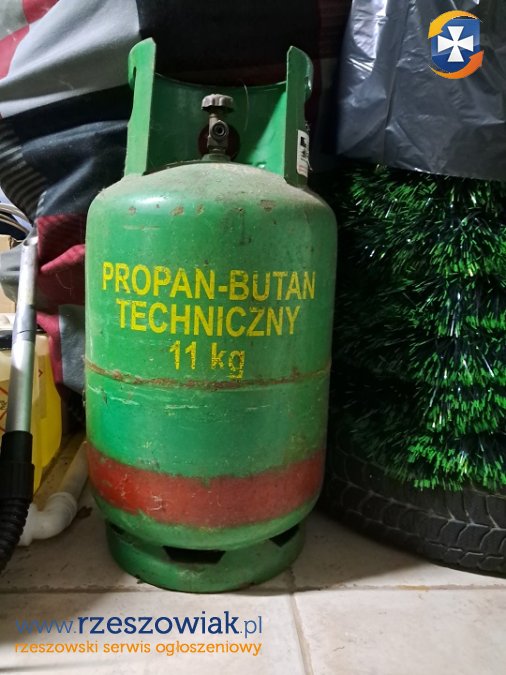 PROPAN-BUTAN
TECHNICZNY
11 kg
www.rzeszowiak.pl
rzeszowski serwis ogłoszeniowy